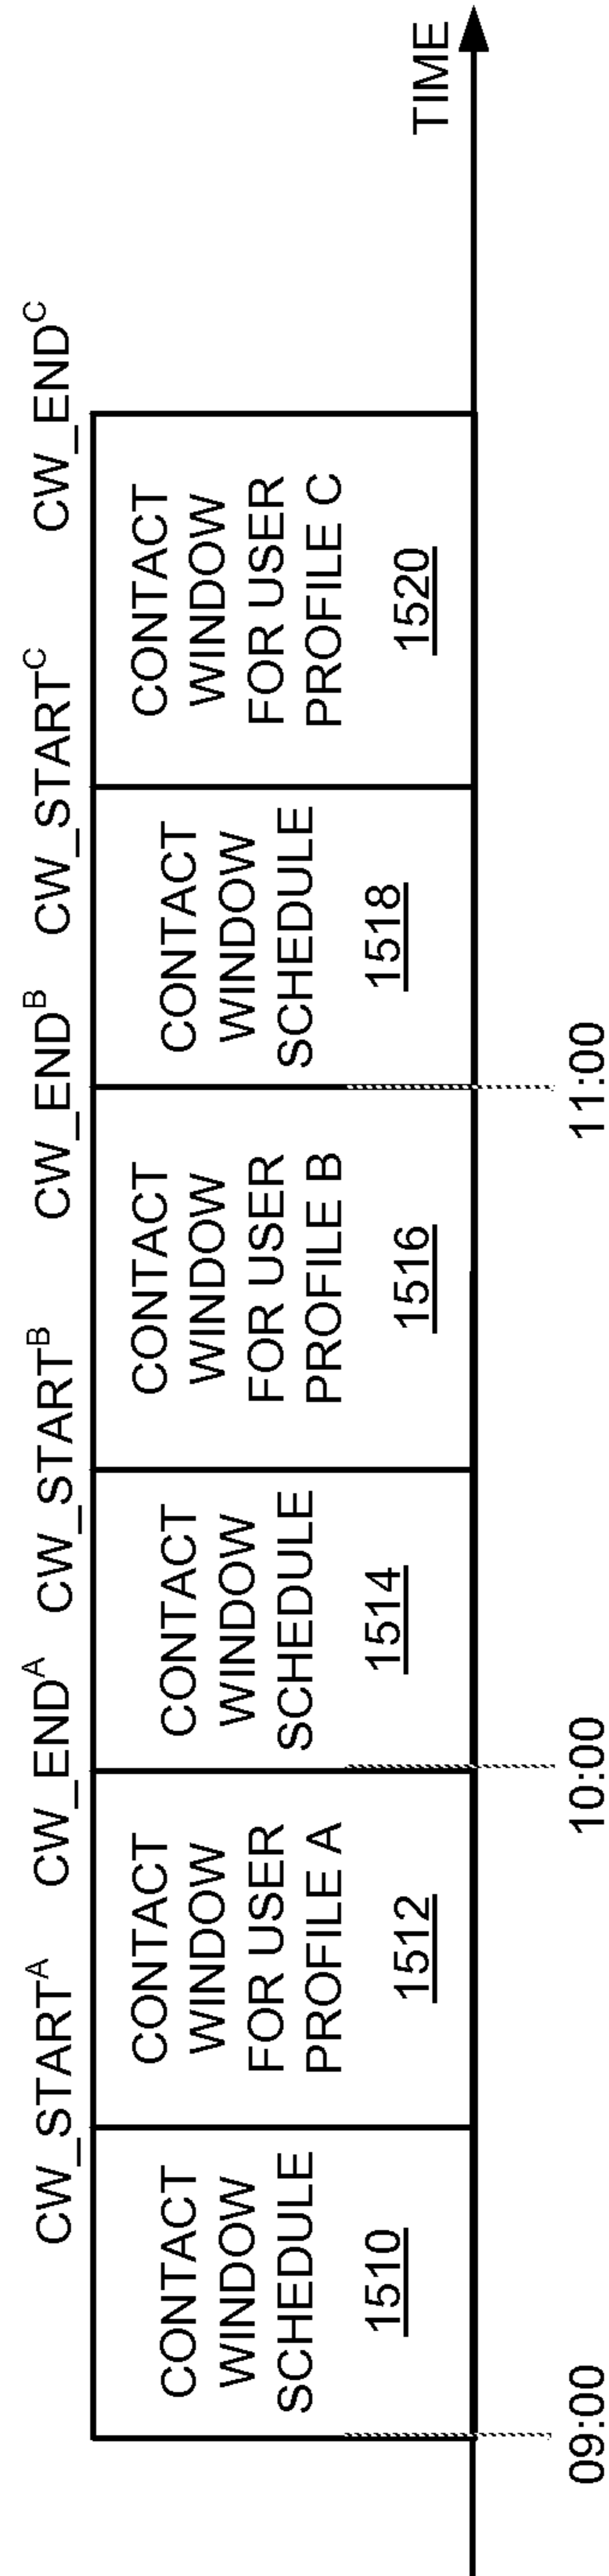 CW_START^A
CW_END^A
CW_START^B
CW_END^B
CW_START^C
CW_END^C
CONTACT
WINDOW
SCHEDULE
1510
CONTACT
WINDOW
FOR USER
PROFILE A
1512
CONTACT
WINDOW
SCHEDULE
1514
CONTACT
WINDOW
FOR USER
PROFILE B
1516
CONTACT
WINDOW
SCHEDULE
1518
CONTACT
WINDOW
FOR USER
PROFILE C
1520
TIME
09:00
10:00
11:00